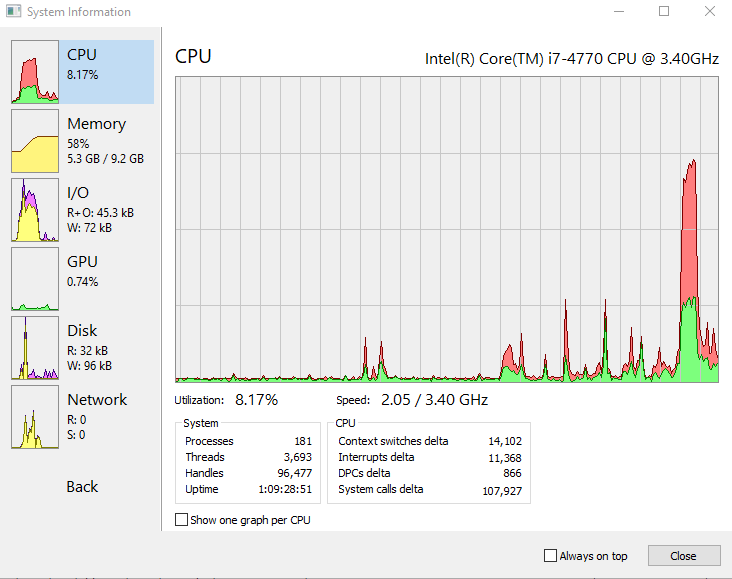 System Information
CPU
8.17%
Memory
58%
5.3 GB / 9.2 GB
I/O
R+O: 45.3 kB
W: 72 kB
GPU
0.74%
Disk
R: 32 kB
W: 96 kB
Network
R: 0
S: 0
Back
CPU Intel(R) Core(TM) i7-4770 CPU @ 3.40GHz
Utilization: 8.17% Speed: 2.05 / 3.40 GHz
System
Processes 181
Threads 3,693
Handles 96,477
Uptime 1:09:28:51
CPU
Context switches delta 14,102
Interrupts delta 11,368
DPCs delta 866
System calls delta 107,927
Show one graph per CPU
Always on top Close